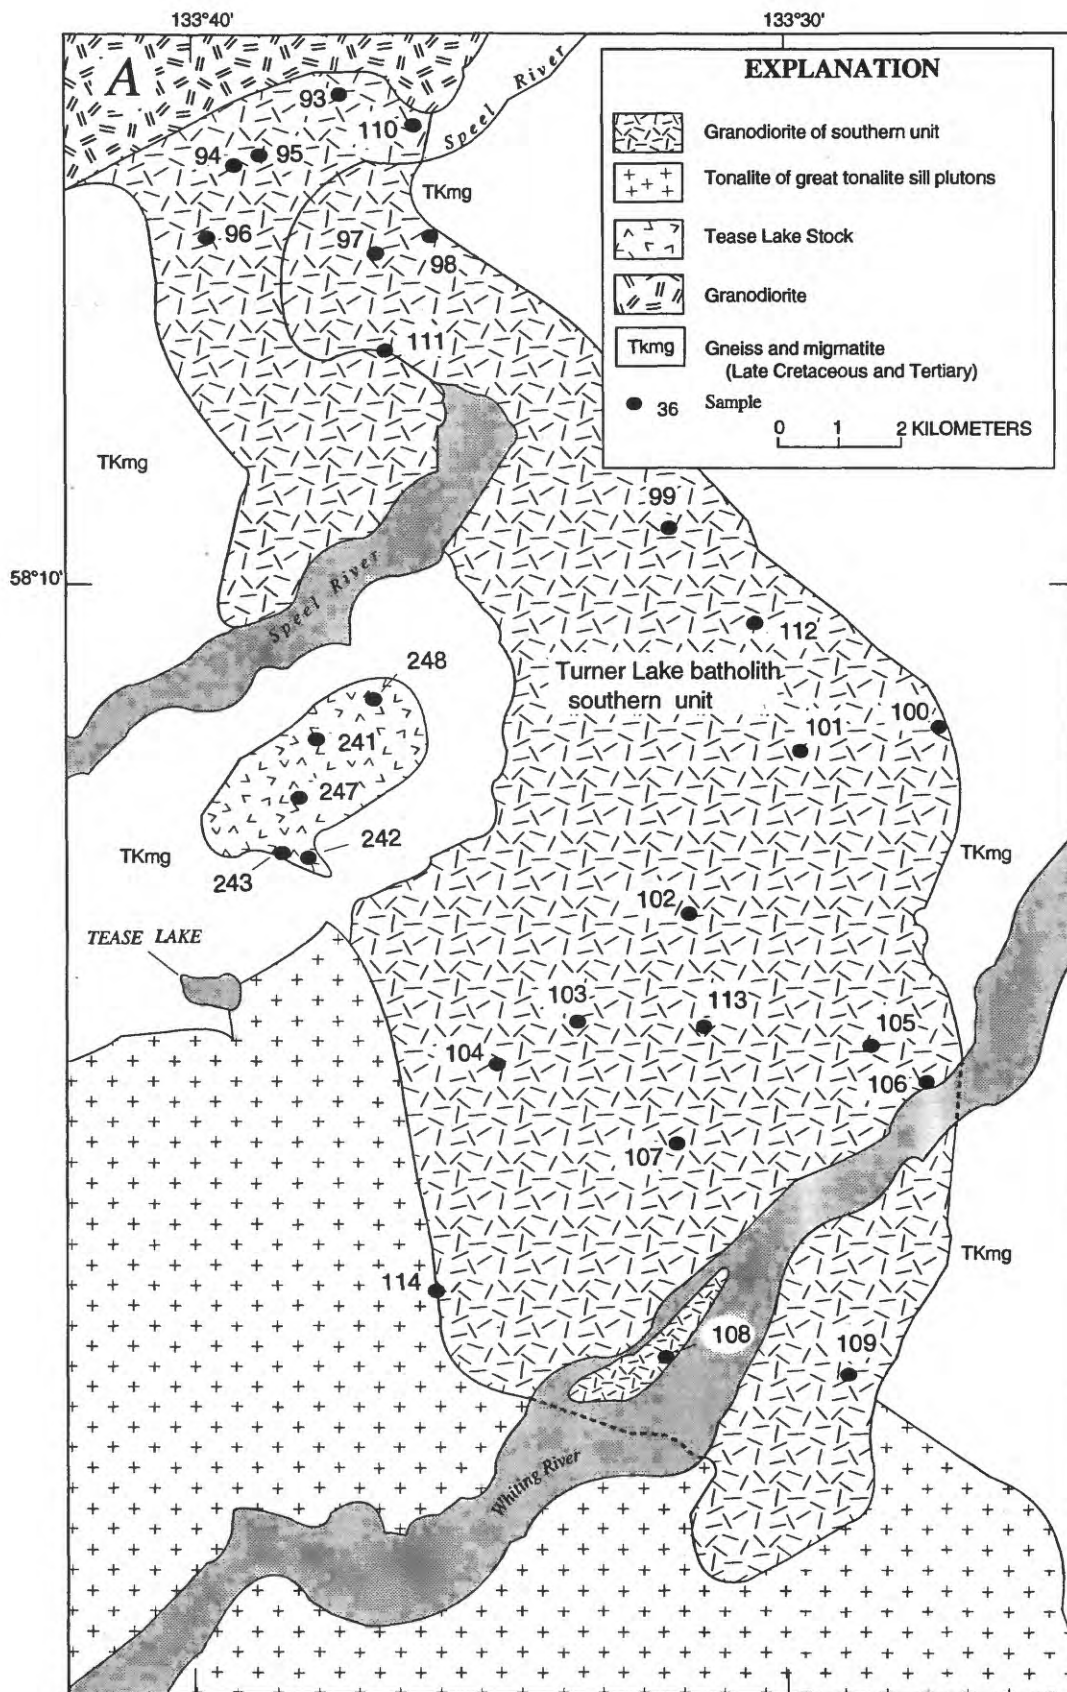 133°40'
133°30'
A
93
110
Speel River
EXPLANATION
Granodiorite of southern unit
Tonalite of great tonalite sill plutons
Tease Lake Stock
Granodiorite
Tkmg Gneiss and migmatite
(Late Cretaceous and Tertiary)
36 Sample
0 1 2 KILOMETERS
94
95
TKmg
96
97
98
111
TKmg
99
58°10'
Speel River
112
248
Turner Lake batholith
southern unit
241
101
100
247
242
TKmg
243
TKmg
102
TEASE LAKE
103
113
105
104
106
107
TKmg
114
108
109
Whiting River